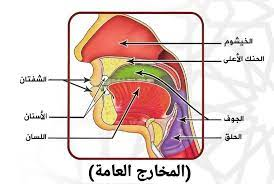 الخيشوم
الحنك الأعلى
الشفتان
الجوف
الأسنان
الحلق
اللسان
(المخارج العامة)